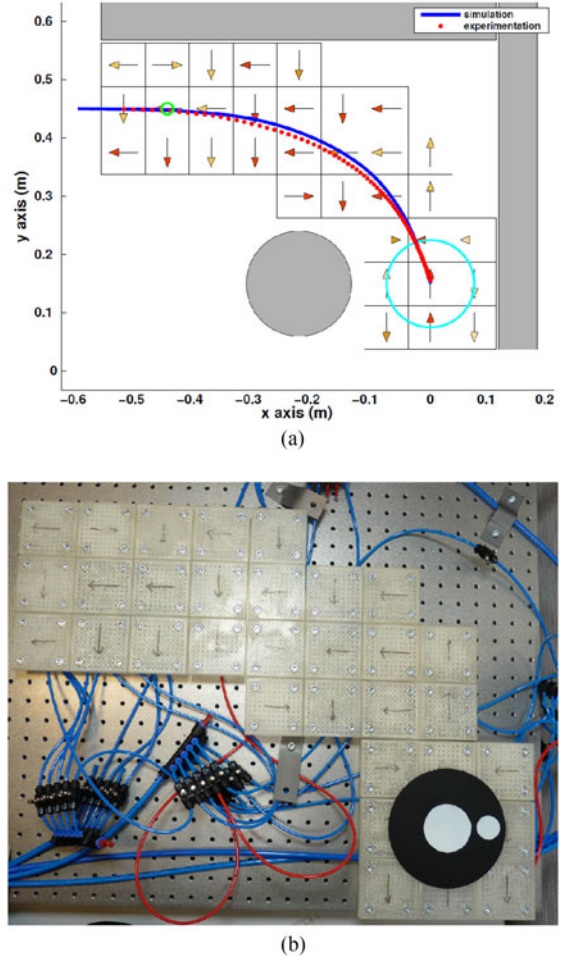 simulation
experimentation
0.6
0.5
0.4
0.3
0.2
0.1
0
y axis (m)
−0.6 −0.5 −0.4 −0.3 −0.2 −0.1 0 0.1 0.2
x axis (m)
(a)
(b)